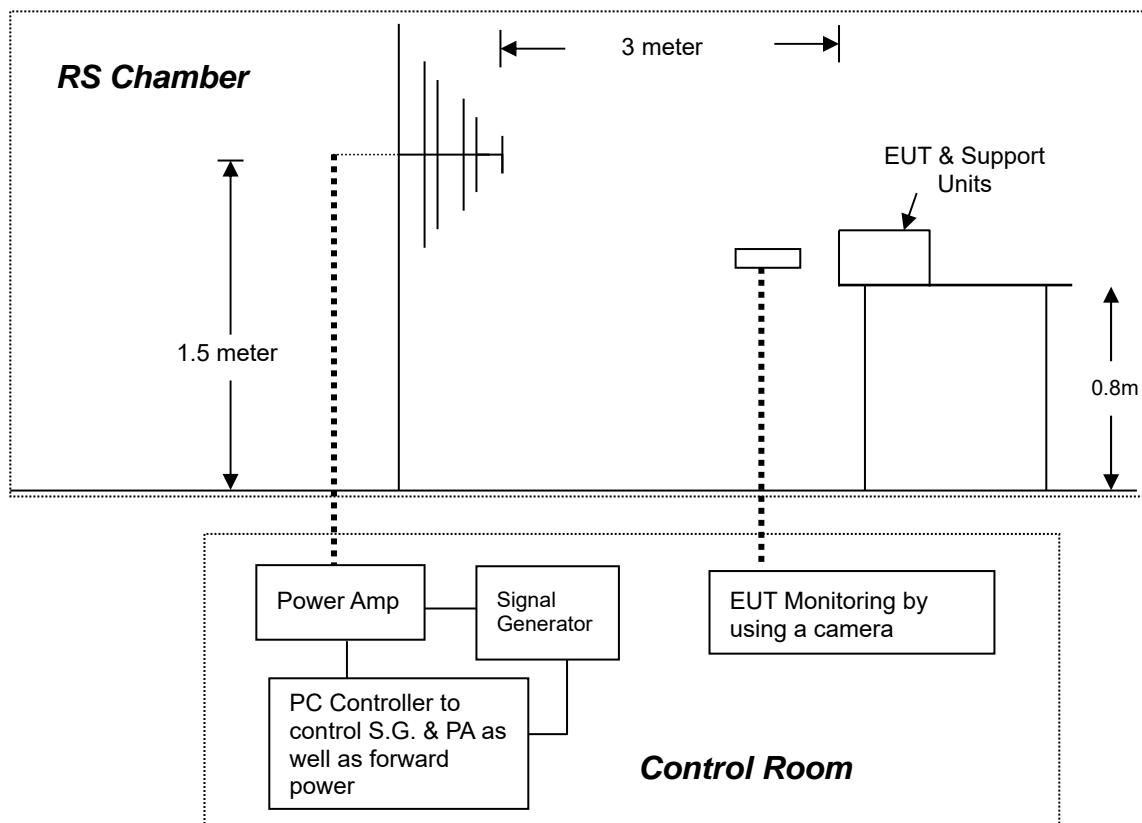 3 meter
RS Chamber
EUT & Support
Units
1.5 meter
0.8m
Power Amp
Signal
Generator
EUT Monitoring by
using a camera
PC Controller to
control S.G. & PA as
well as forward
power
Control Room